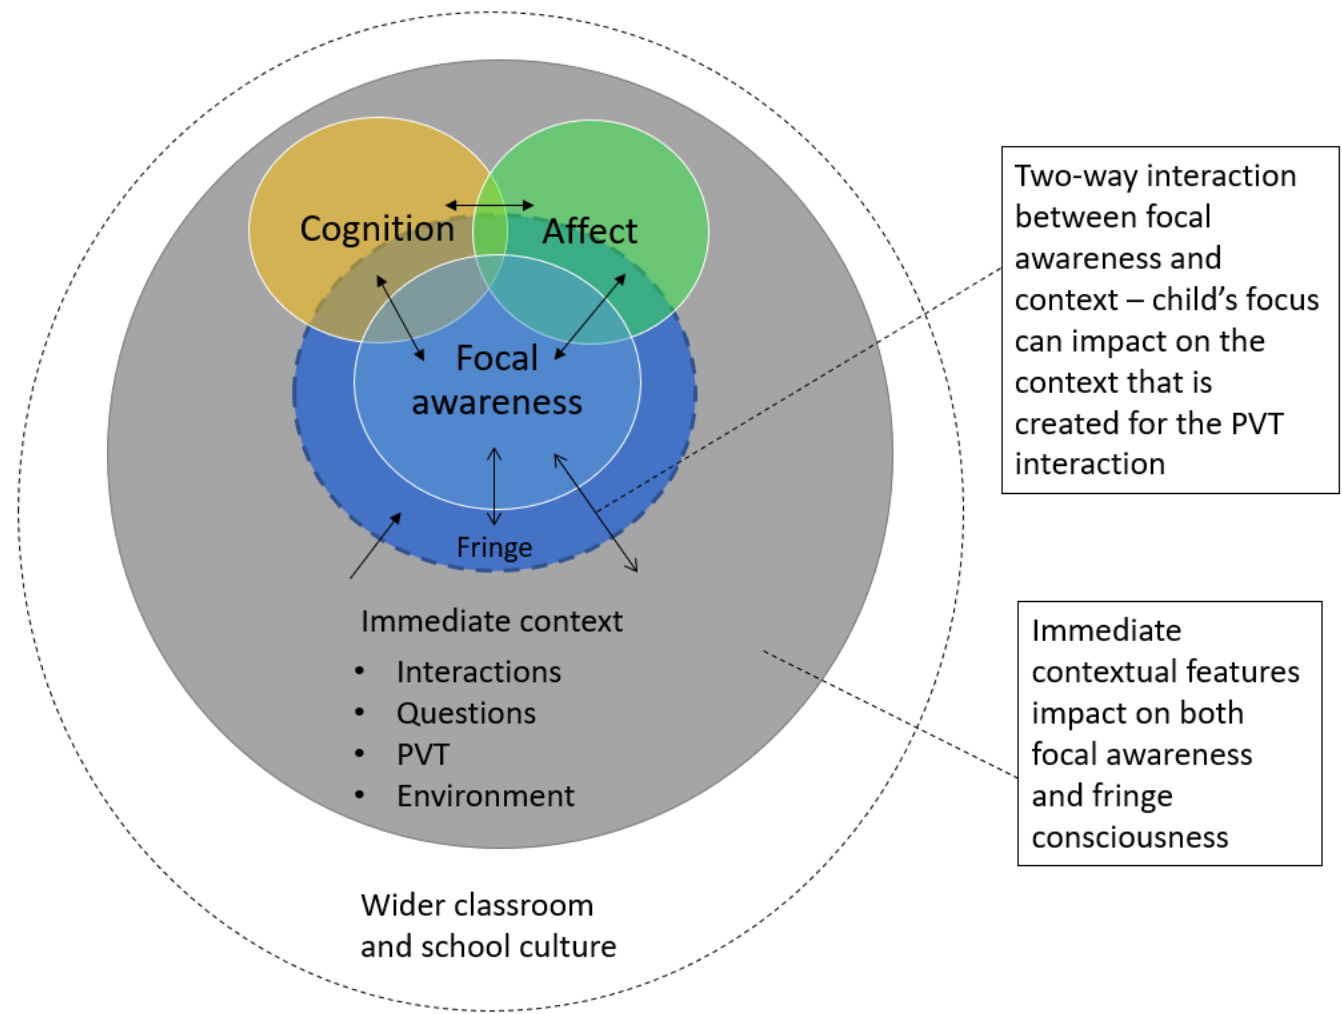 Cognition
Affect
Focal
awareness
Fringe
Immediate context
• Interactions
• Questions
• PVT
• Environment
Wider classroom
and school culture
Two-way interaction
between focal
awareness and
context – child’s focus
can impact on the
context that is
created for the PVT
interaction
Immediate
contextual features
impact on both
focal awareness
and fringe
consciousness